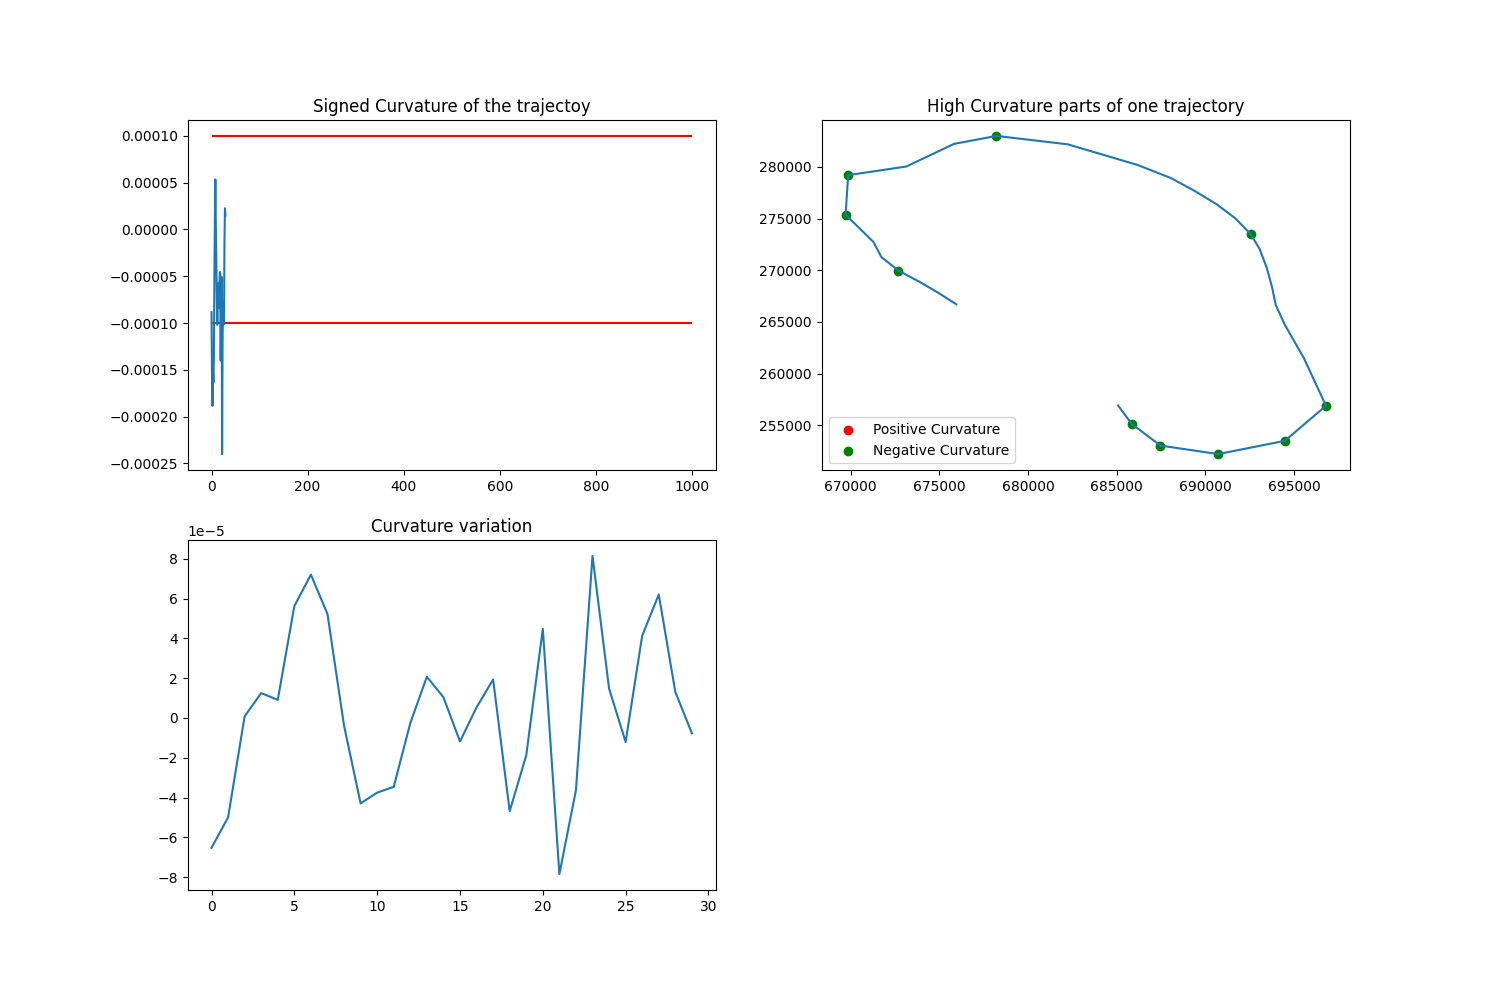 Signed Curvature of the trajectoy
0.00010
0.00005
0.00000
−0.00005
−0.00010
−0.00015
−0.00020
−0.00025
0 200 400 600 800 1000
High Curvature parts of one trajectory
280000
275000
270000
265000
260000
255000
Positive Curvature
Negative Curvature
670000 675000 680000 685000 690000 695000
Curvature variation
1e−5
8
6
4
2
0
−2
−4
−6
−8
0 5 10 15 20 25 30